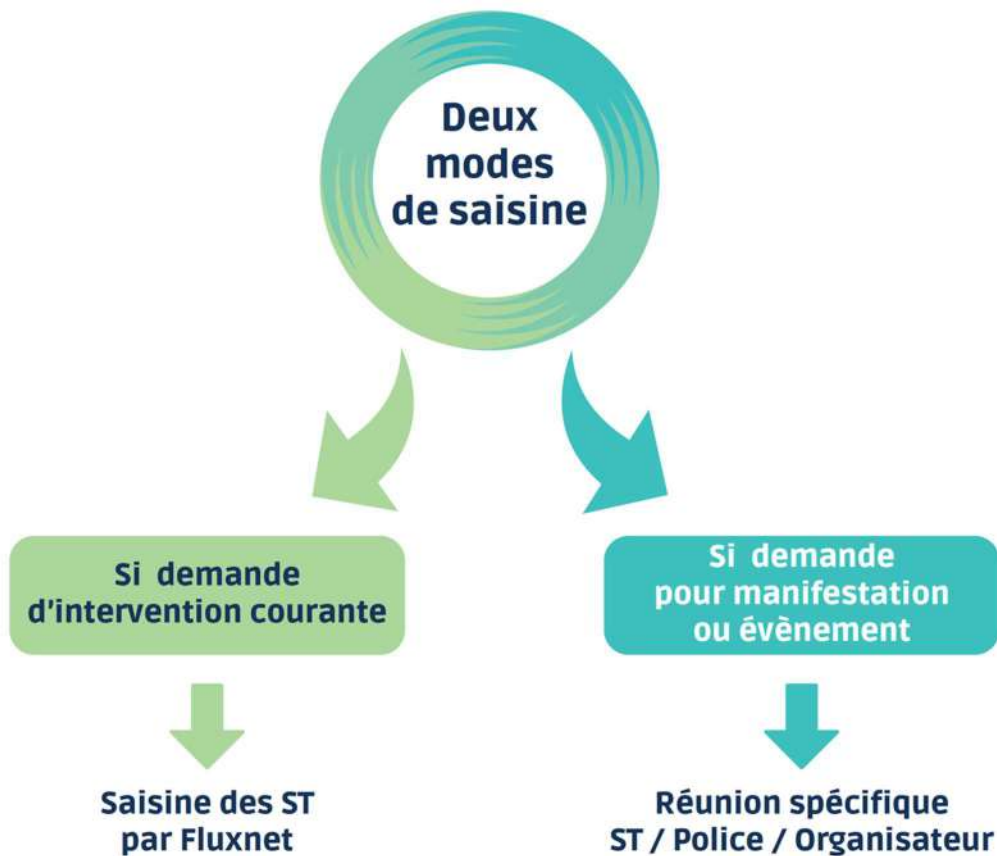 Deux
modes
de saisine
Si demande
d'intervention courante
Saisine des ST
par Fluxnet
Si demande
pour manifestation
ou évènement
Réunion spécifique
ST / Police / Organisateur